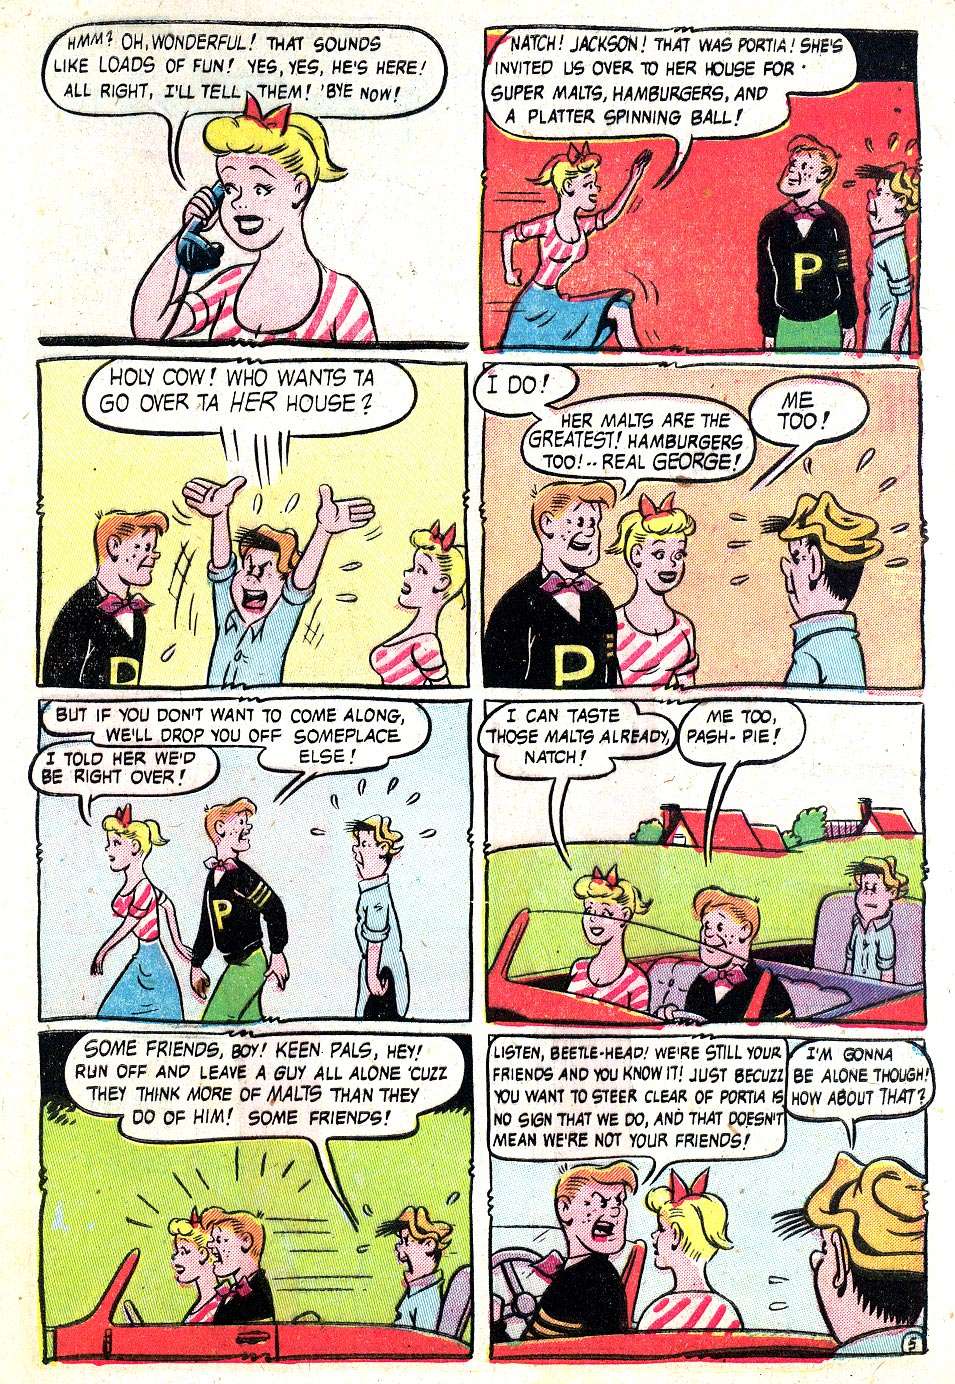 HMM? OH, WONDERFUL! THAT SOUNDS
LIKE LOADS OF FUN! YES, YES, HE'S HERE!
ALL RIGHT, I'LL TELL THEM! 'BYE NOW!
NATCH! JACKSON! THAT WAS PORTIA! SHE'S
INVITED US OVER TO HER HOUSE FOR
SUPER MALTS, HAMBURGERS, AND
A PLATTER SPINNING BALL!
P
HOLY COW! WHO WANTS TA
GO OVER TA HER HOUSE?
P
I DO!
HER MALTS ARE THE
GREATEST! HAMBURGERS
TOO!-- REAL GEORGE!
ME
TOO!
P
BUT IF YOU DON'T WANT TO COME ALONG,
WE'LL DROP YOU OFF SOMEPLACE
ELSE!
I TOLD HER WE'D
BE RIGHT OVER!
P
I CAN TASTE
THOSE MALTS ALREADY,
NATCH!
ME TOO,
PASH-PIE!
SOME FRIENDS, BOY! KEEN PALS, HEY!
RUN OFF AND LEAVE A GUY ALL ALONE 'CUZZ
THEY THINK MORE OF MALTS THAN THEY
DO OF HIM! SOME FRIENDS!
LISTEN, BEETLE-HEAD! WE'RE STILL YOUR
FRIENDS AND YOU KNOW IT! JUST BECUZZ
YOU WANT TO STEER CLEAR OF PORTIA IS
NO SIGN THAT WE DO, AND THAT DOESN'T
MEAN WE'RE NOT YOUR FRIENDS!
I'M GONNA
BE ALONE THOUGH!
HOW ABOUT THAT?
5